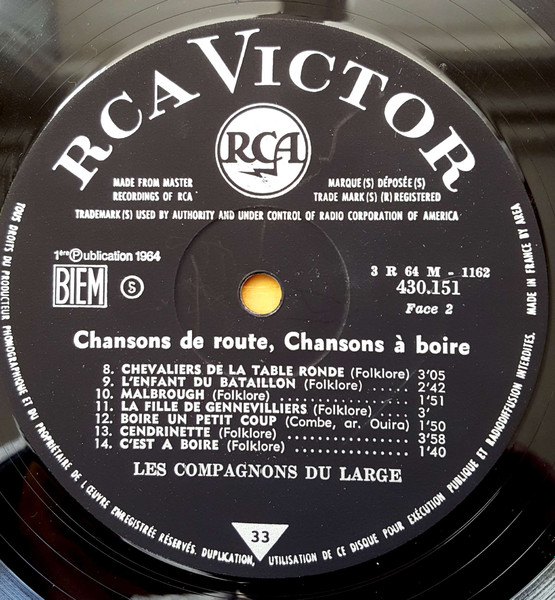 RCA VICTOR
RCA
MADE FROM MASTER
RECORDINGS OF RCA
MARQUE(S) DÉPOSÉE(S)
TRADE MARK(S) (R) REGISTERED
TRADEMARK(S) USED BY AUTHORITY AND UNDER CONTROL OF RADIO CORPORATION OF AMERICA
1ère Ⓟublication 1964
BIEM
S
3 R 64 M - 1162
430.151
Face 2
Chansons de route, Chansons à boire
8. CHEVALIERS DE LA TABLE RONDE (Folklore) 3'05
9. L'ENFANT DU BATAILLON (Folklore) ..... 2'42
10. MALBROUGH (Folklore) .................. 1'51
11. LA FILLE DE GENNEVILLIERS (Folklore) .... 3'
12. BOIRE UN PETIT COUP (Combe, ar. Ouira) 1'50
13. CENDRINETTE (Folklore) ................. 3'58
14. C'EST A BOIRE (Folklore) ................ 1'40
LES COMPAGNONS DU LARGE
33
TOUS DROITS DU PRODUCTEUR PHONOGRAPHIQUE ET DU PROPRIÉTAIRE DE L'ŒUVRE ENREGISTRÉE RÉSERVÉS. DUPLICATION, UTILISATION DE CE DISQUE POUR EXÉCUTION PUBLIQUE ET RADIODIFFUSION INTERDITES. MADE IN FRANCE BY AREA